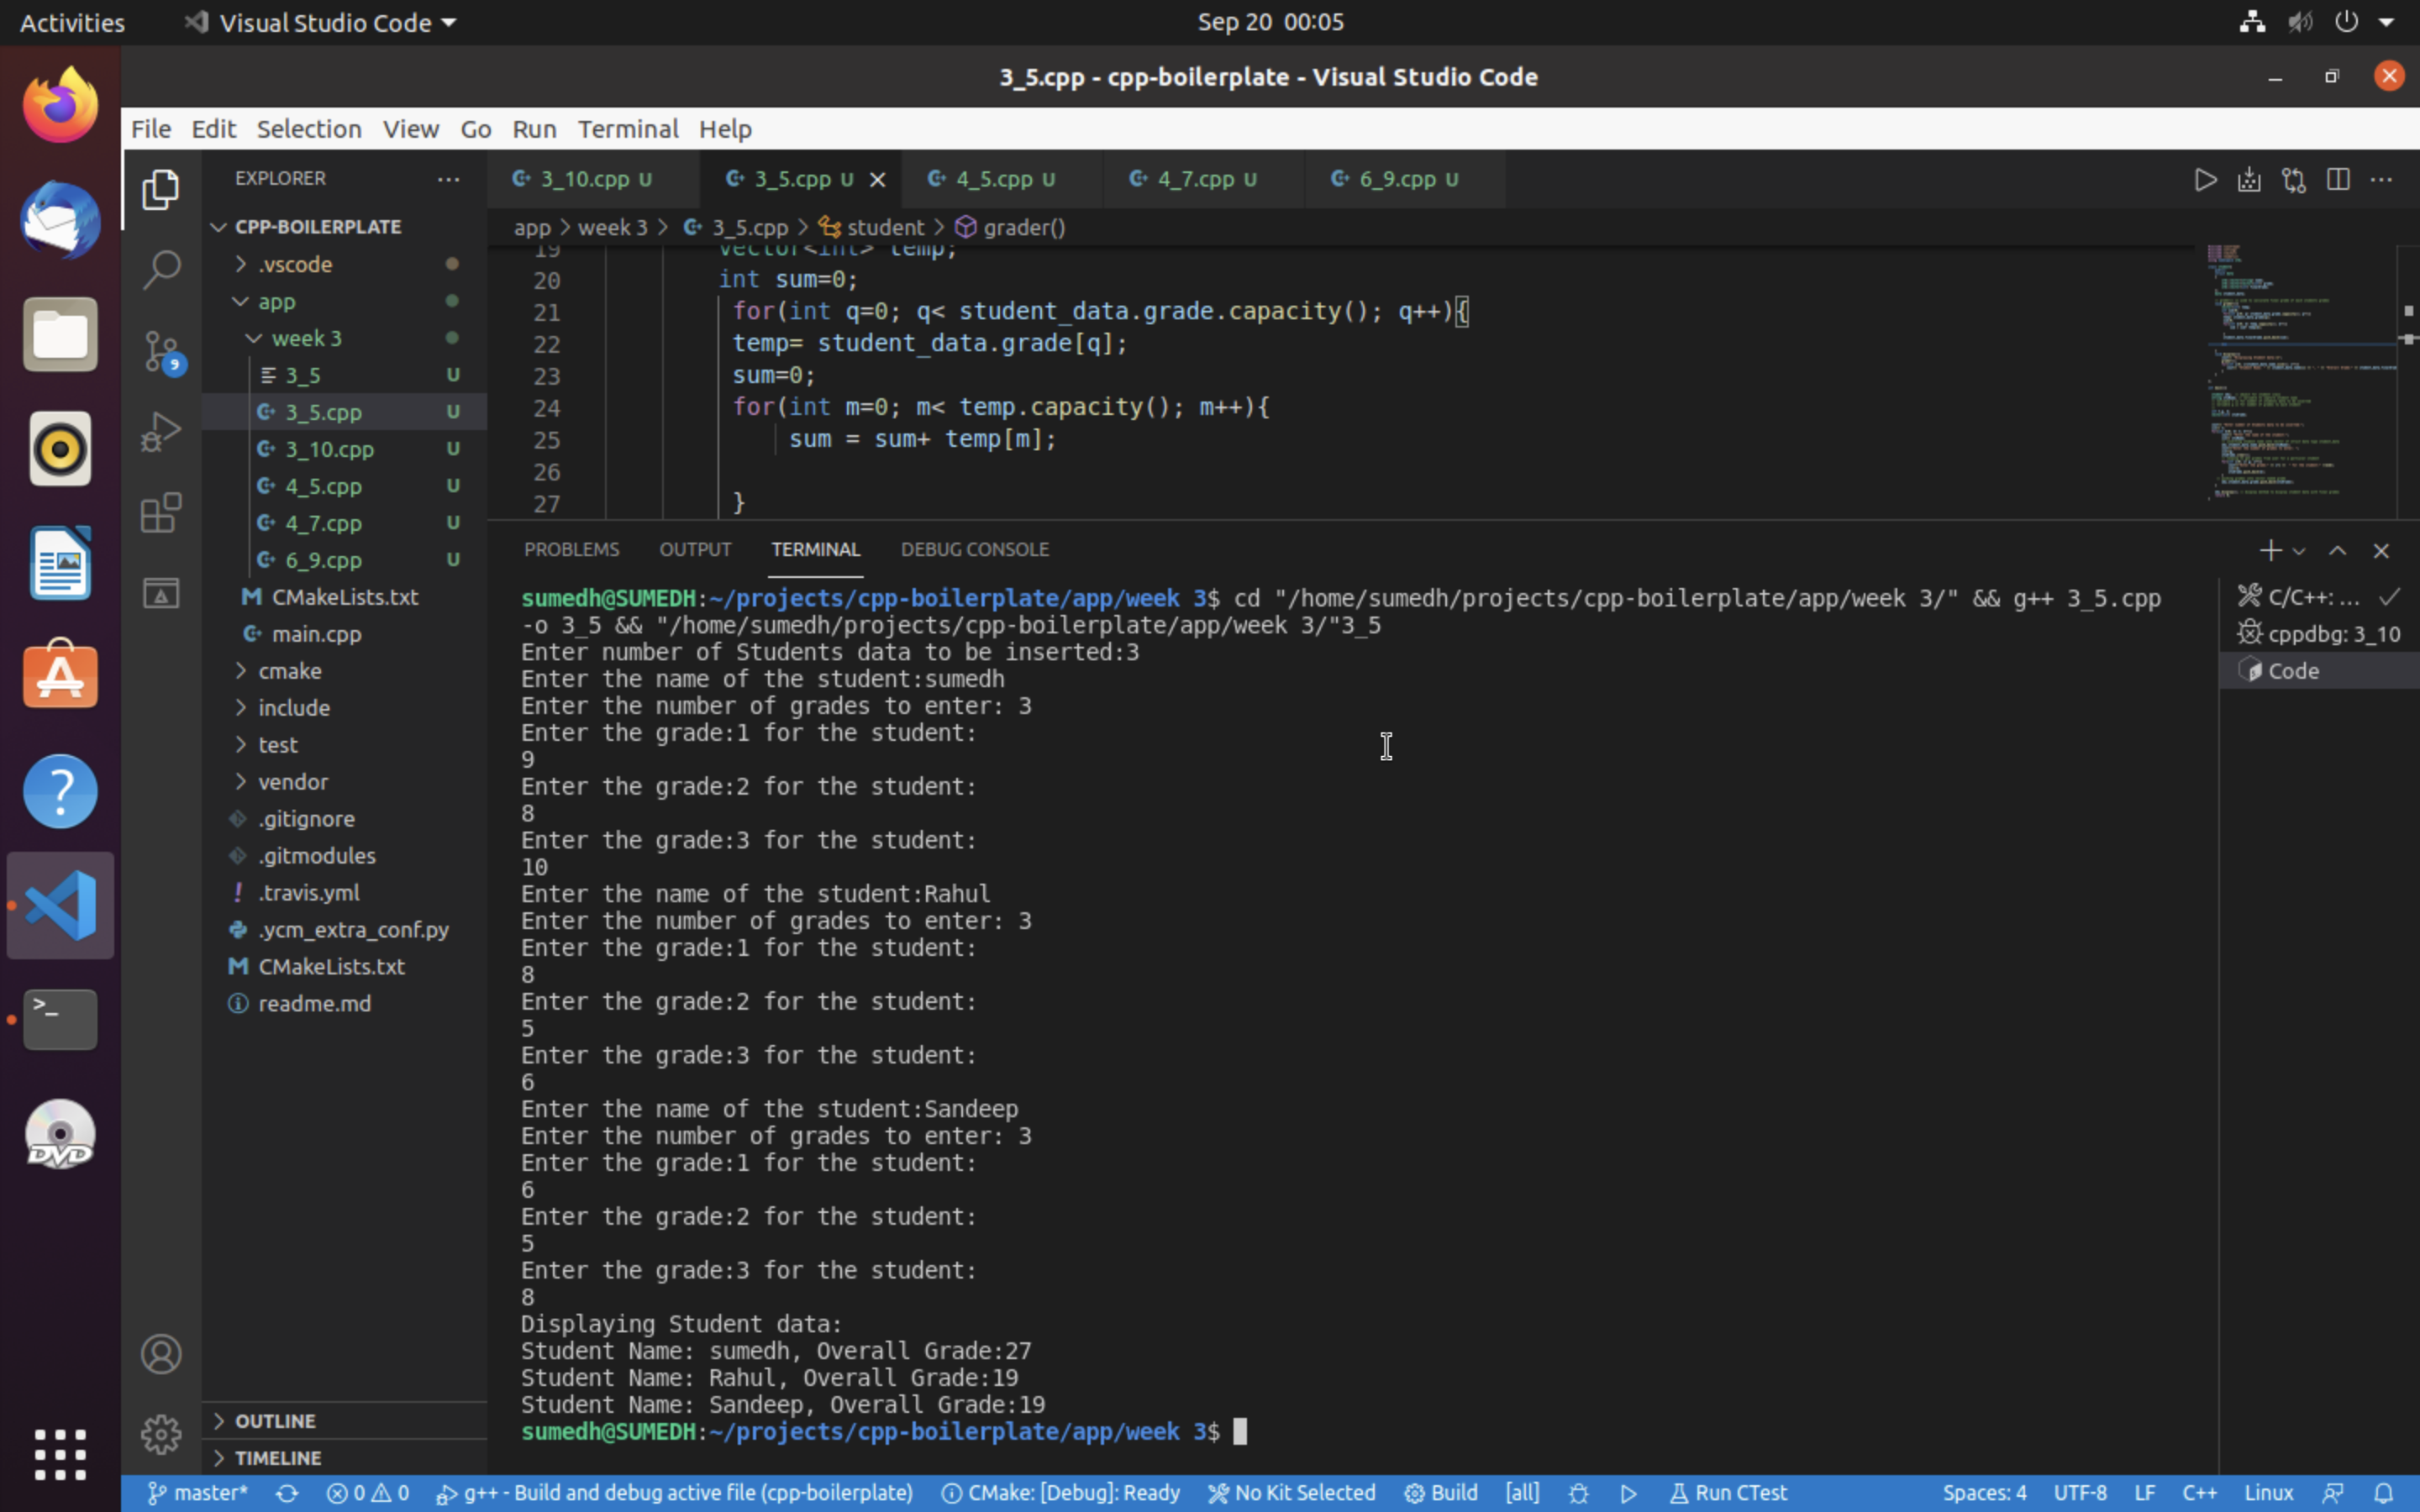 Activities
Visual Studio Code
Sep 20 00:05
3_5.cpp - cpp-boilerplate - Visual Studio Code
File Edit Selection View Go Run Terminal Help
EXPLORER
3_10.cpp U
3_5.cpp U
4_5.cpp U
4_7.cpp U
6_9.cpp U
CPP-BOILERPLATE
.vscode
app
week 3
3_5 U
3_5.cpp U
3_10.cpp U
4_5.cpp U
4_7.cpp U
6_9.cpp U
CMakeLists.txt
main.cpp
cmake
include
test
vendor
.gitignore
.gitmodules
.travis.yml
.ycm_extra_conf.py
CMakeLists.txt
readme.md
OUTLINE
TIMELINE
9
DVD
app > week 3 > 3_5.cpp > student > grader()
19 vector<int> temp;
20 int sum=0;
21 for(int q=0; q< student_data.grade.capacity(); q++){
22 temp= student_data.grade[q];
23 sum=0;
24 for(int m=0; m< temp.capacity(); m++){
25 sum = sum+ temp[m];
26
27 }
PROBLEMS OUTPUT TERMINAL DEBUG CONSOLE
sumedh@SUMEDH:~/projects/cpp-boilerplate/app/week 3$ cd "/home/sumedh/projects/cpp-boilerplate/app/week 3/" && g++ 3_5.cpp
-o 3_5 && "/home/sumedh/projects/cpp-boilerplate/app/week 3/"3_5
Enter number of Students data to be inserted:3
Enter the name of the student:sumedh
Enter the number of grades to enter: 3
Enter the grade:1 for the student:
9
Enter the grade:2 for the student:
8
Enter the grade:3 for the student:
10
Enter the name of the student:Rahul
Enter the number of grades to enter: 3
Enter the grade:1 for the student:
8
Enter the grade:2 for the student:
5
Enter the grade:3 for the student:
6
Enter the name of the student:Sandeep
Enter the number of grades to enter: 3
Enter the grade:1 for the student:
6
Enter the grade:2 for the student:
5
Enter the grade:3 for the student:
8
Displaying Student data:
Student Name: sumedh, Overall Grade:27
Student Name: Rahul, Overall Grade:19
Student Name: Sandeep, Overall Grade:19
sumedh@SUMEDH:~/projects/cpp-boilerplate/app/week 3$
C/C++: ...
cppdbg: 3_10
Code
master* 0 0 g++ - Build and debug active file (cpp-boilerplate) CMake: [Debug]: Ready No Kit Selected Build [all] Run CTest Spaces: 4 UTF-8 LF C++ Linux